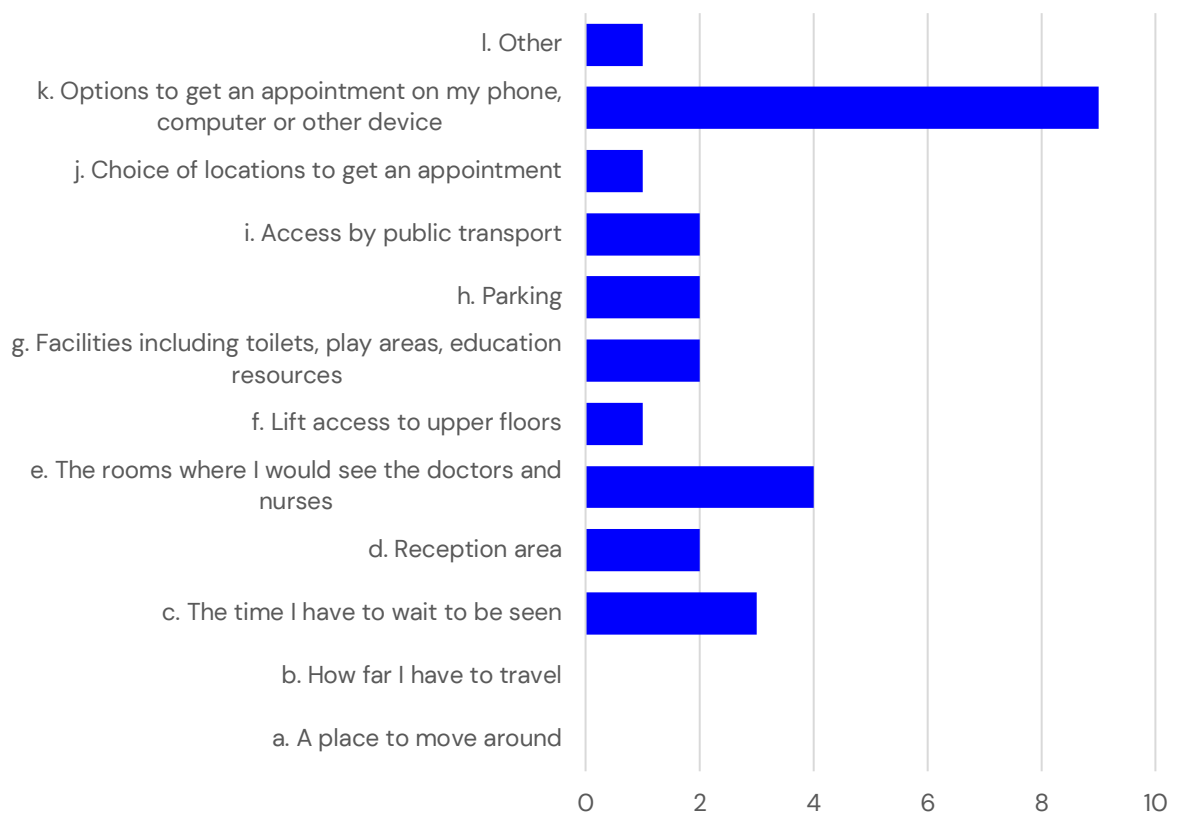 l. Other
k. Options to get an appointment on my phone,
computer or other device
j. Choice of locations to get an appointment
i. Access by public transport
h. Parking
g. Facilities including toilets, play areas, education
resources
f. Lift access to upper floors
e. The rooms where I would see the doctors and
nurses
d. Reception area
c. The time I have to wait to be seen
b. How far I have to travel
a. A place to move around
0 2 4 6 8 10